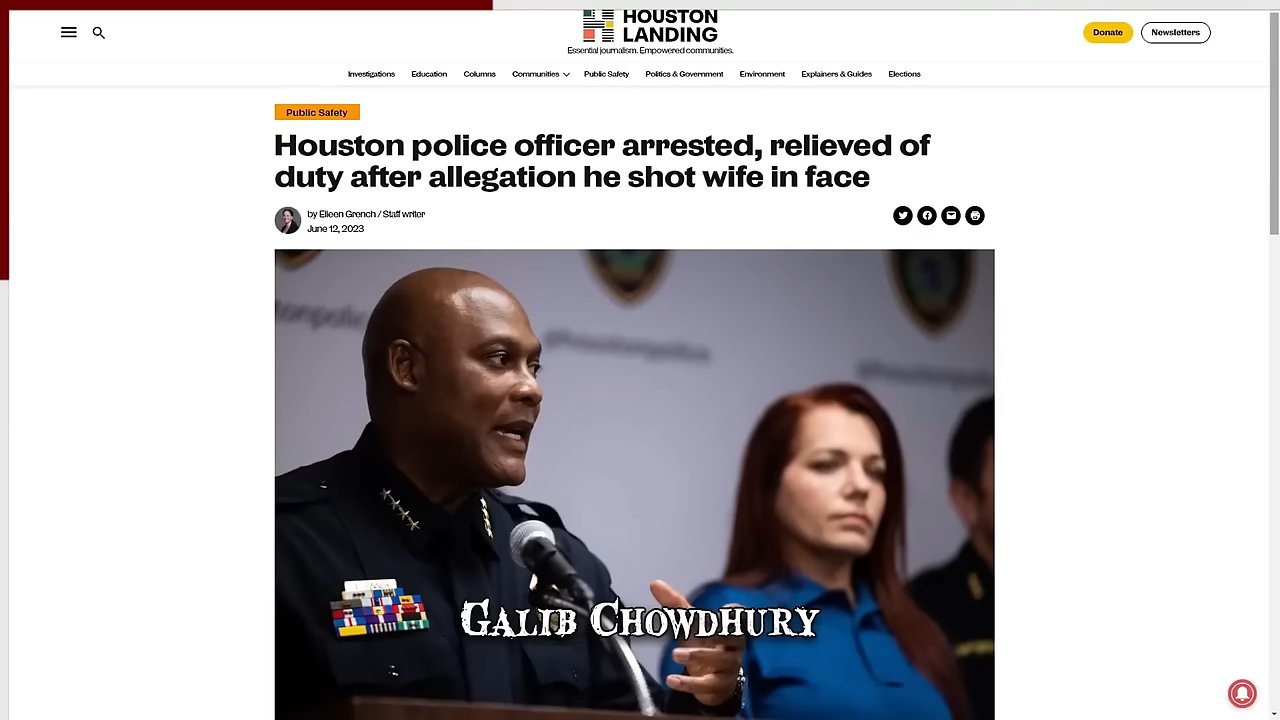 HOUSTON
LANDING
Essential journalism. Empowered communities.
Donate
Newsletters
Investigations
Education
Columns
Communities
Public Safety
Politics & Government
Environment
Explainers & Guides
Elections
Public Safety
Houston police officer arrested, relieved of
duty after allegation he shot wife in face
by Eileen Grench / Staff writer
June 12, 2023
@houstonpolice
GALIB CHOWDHURY